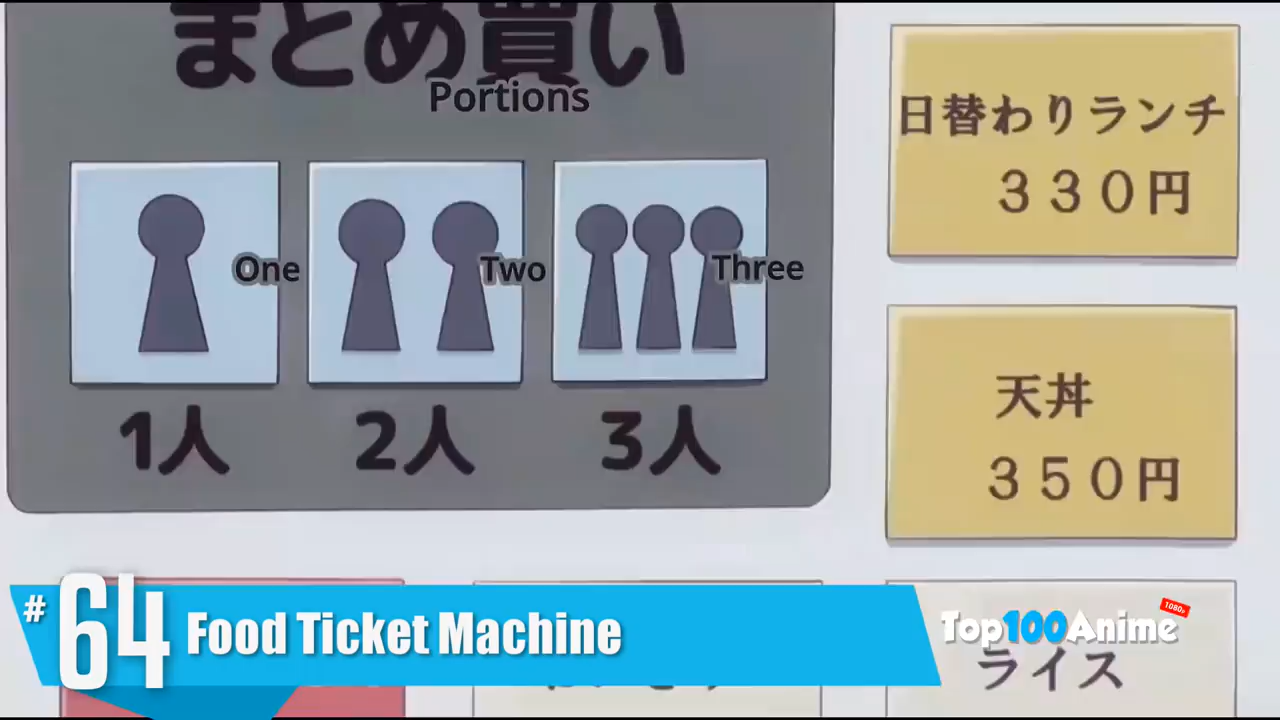 まとめ買い
Portions
One
Two
Three
1人
2人
3人
日替わりランチ
330円
天丼
350円
ライス
#64 Food Ticket Machine
Top100Anime
1080p